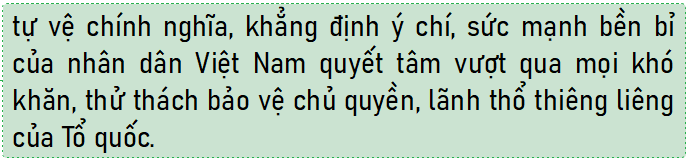 tự vệ chính nghĩa, khẳng định ý chí, sức mạnh bền bỉ
của nhân dân Việt Nam quyết tâm vượt qua mọi khó
khăn, thử thách bảo vệ chủ quyền, lãnh thổ thiêng liêng
của Tổ quốc.